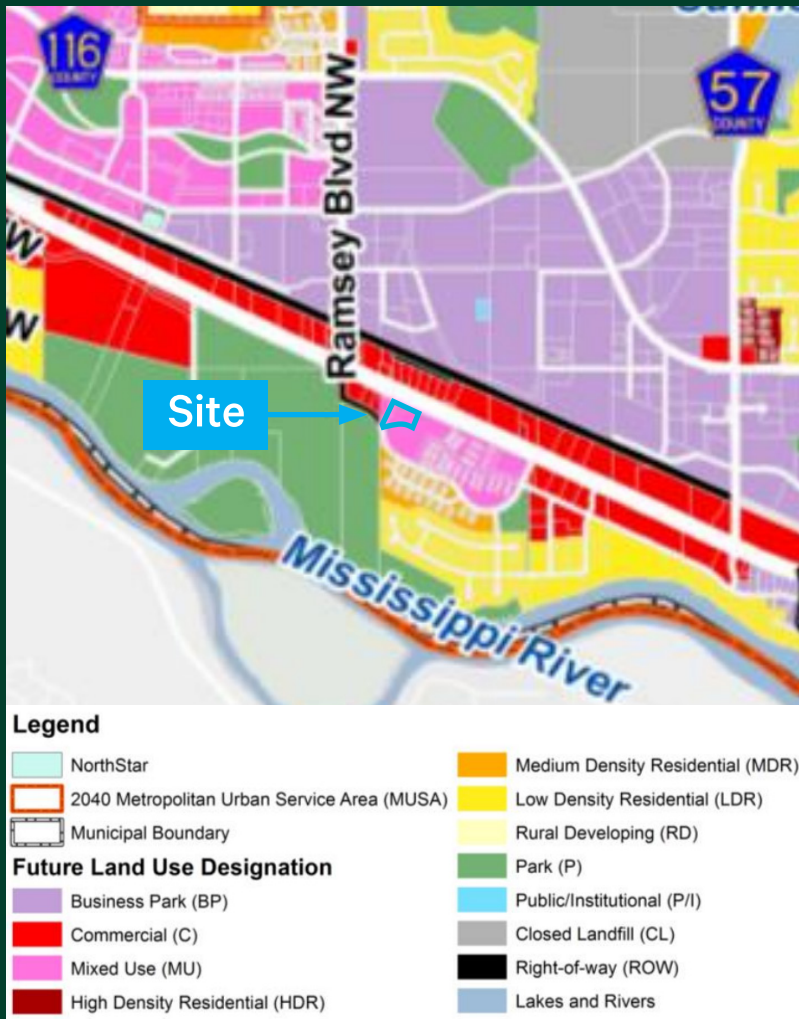 116
COUNTY
57
COUNTY
Ramsey Blvd NW
W
W
Site
Mississippi River
Legend
NorthStar
2040 Metropolitan Urban Service Area (MUSA)
Municipal Boundary
Future Land Use Designation
Business Park (BP)
Commercial (C)
Mixed Use (MU)
High Density Residential (HDR)
Medium Density Residential (MDR)
Low Density Residential (LDR)
Rural Developing (RD)
Park (P)
Public/Institutional (P/I)
Closed Landfill (CL)
Right-of-way (ROW)
Lakes and Rivers